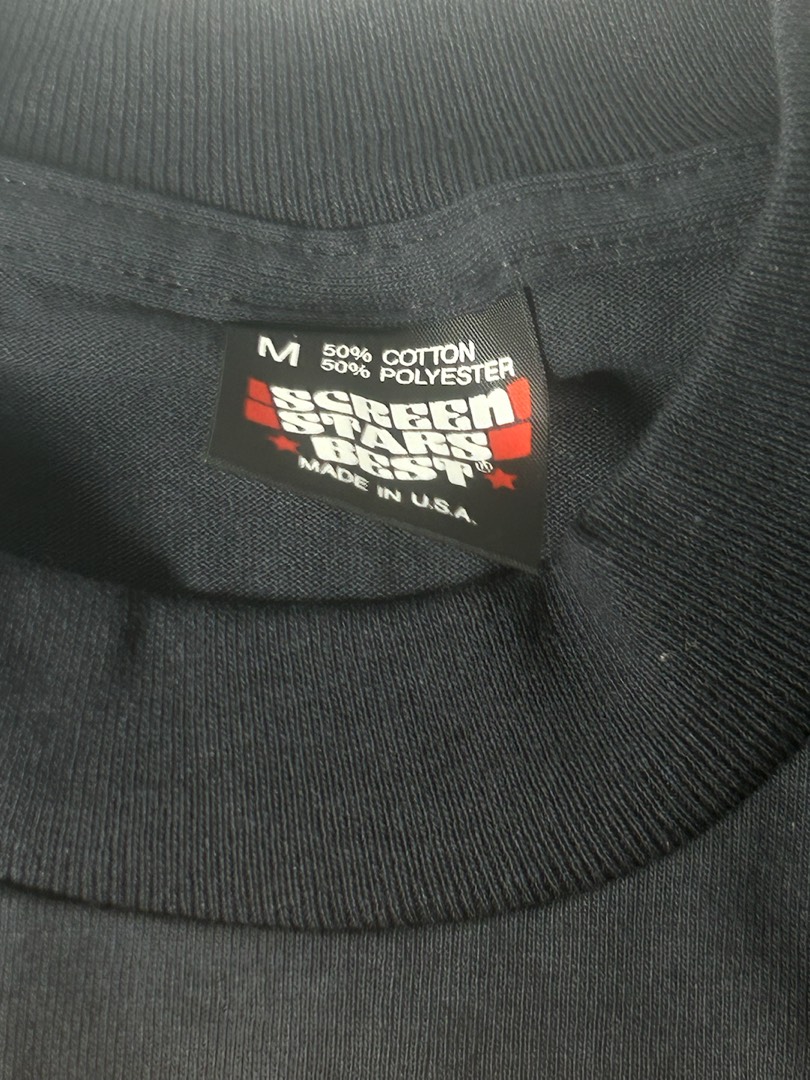 M 50% COTTON
50% POLYESTER
SCREEN
STARS
BEST®
MADE IN U.S.A.